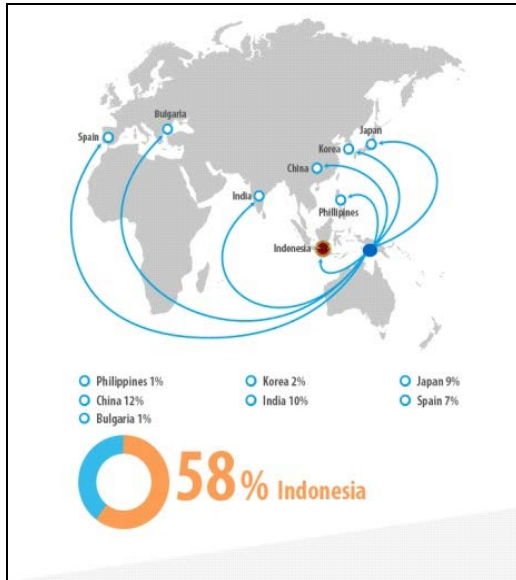 Bulgaria
Spain
Japan
Korea
China
India
Phillipines
Indonesia
Philippines 1%
Korea 2%
Japan 9%
China 12%
India 10%
Spain 7%
Bulgaria 1%
58% Indonesia